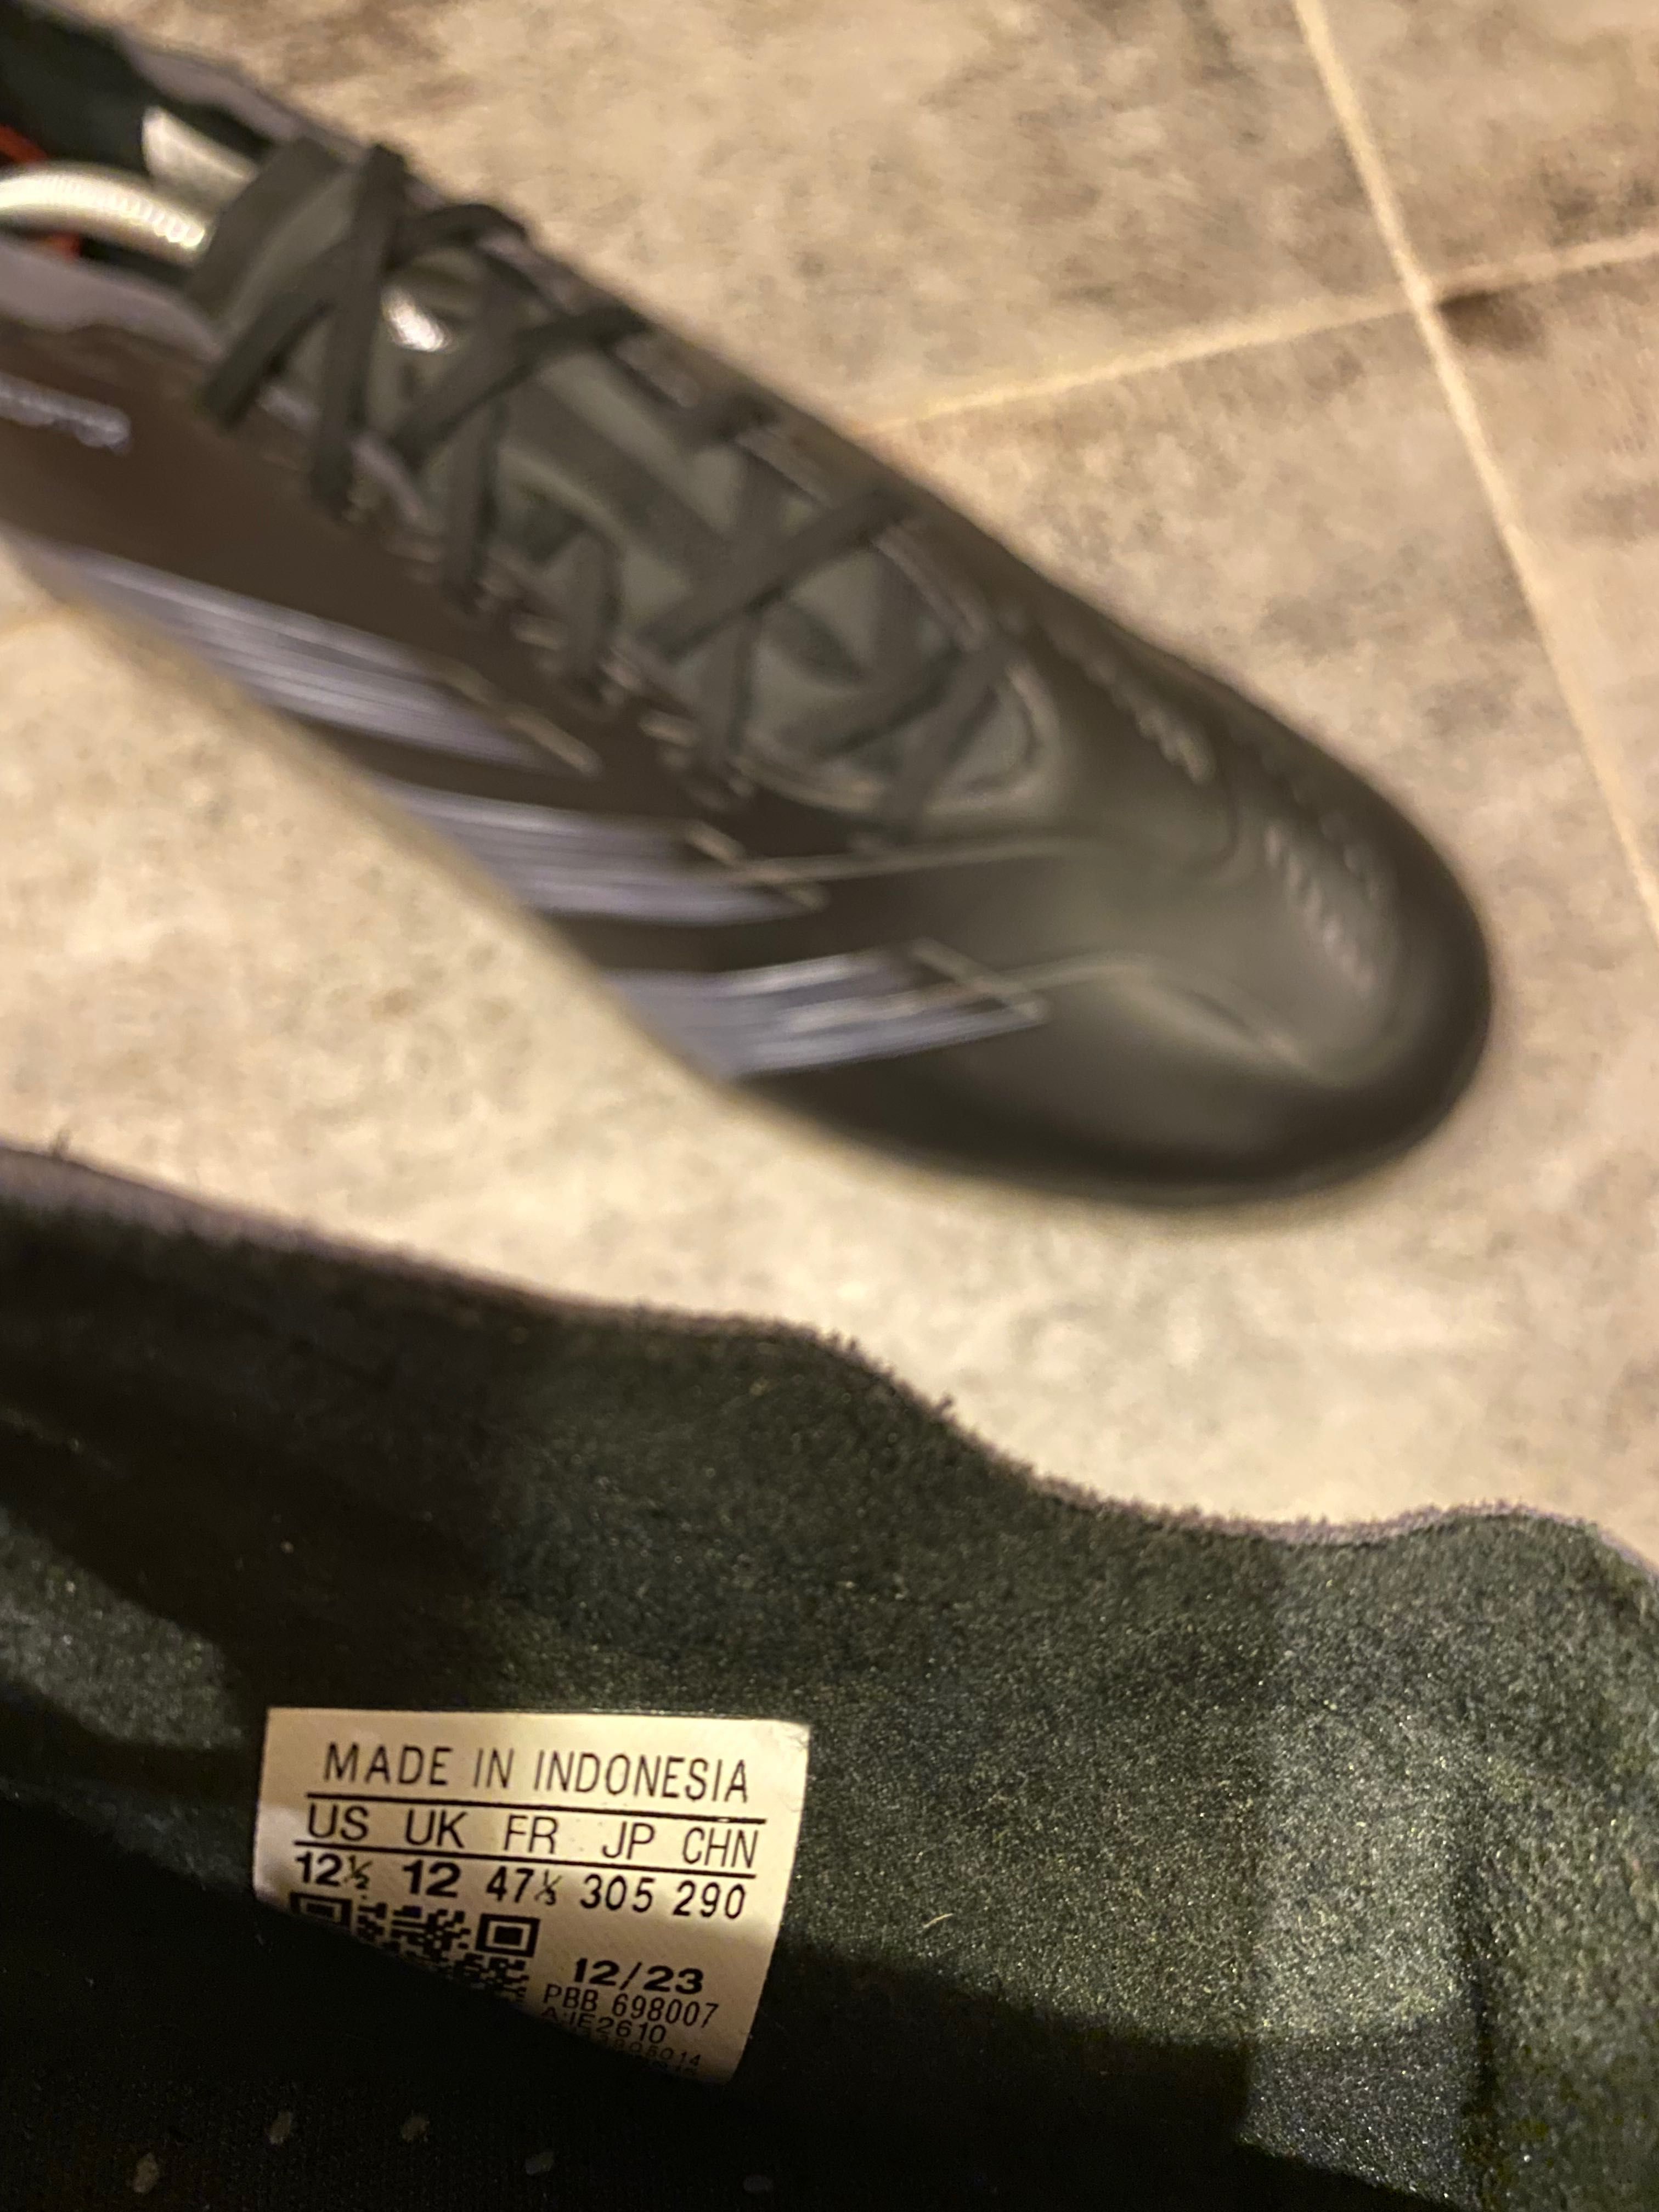 MADE IN INDONESIA
US UK FR JP CHN
12½ 12 47⅓ 305 290
12/23
PBB 698007